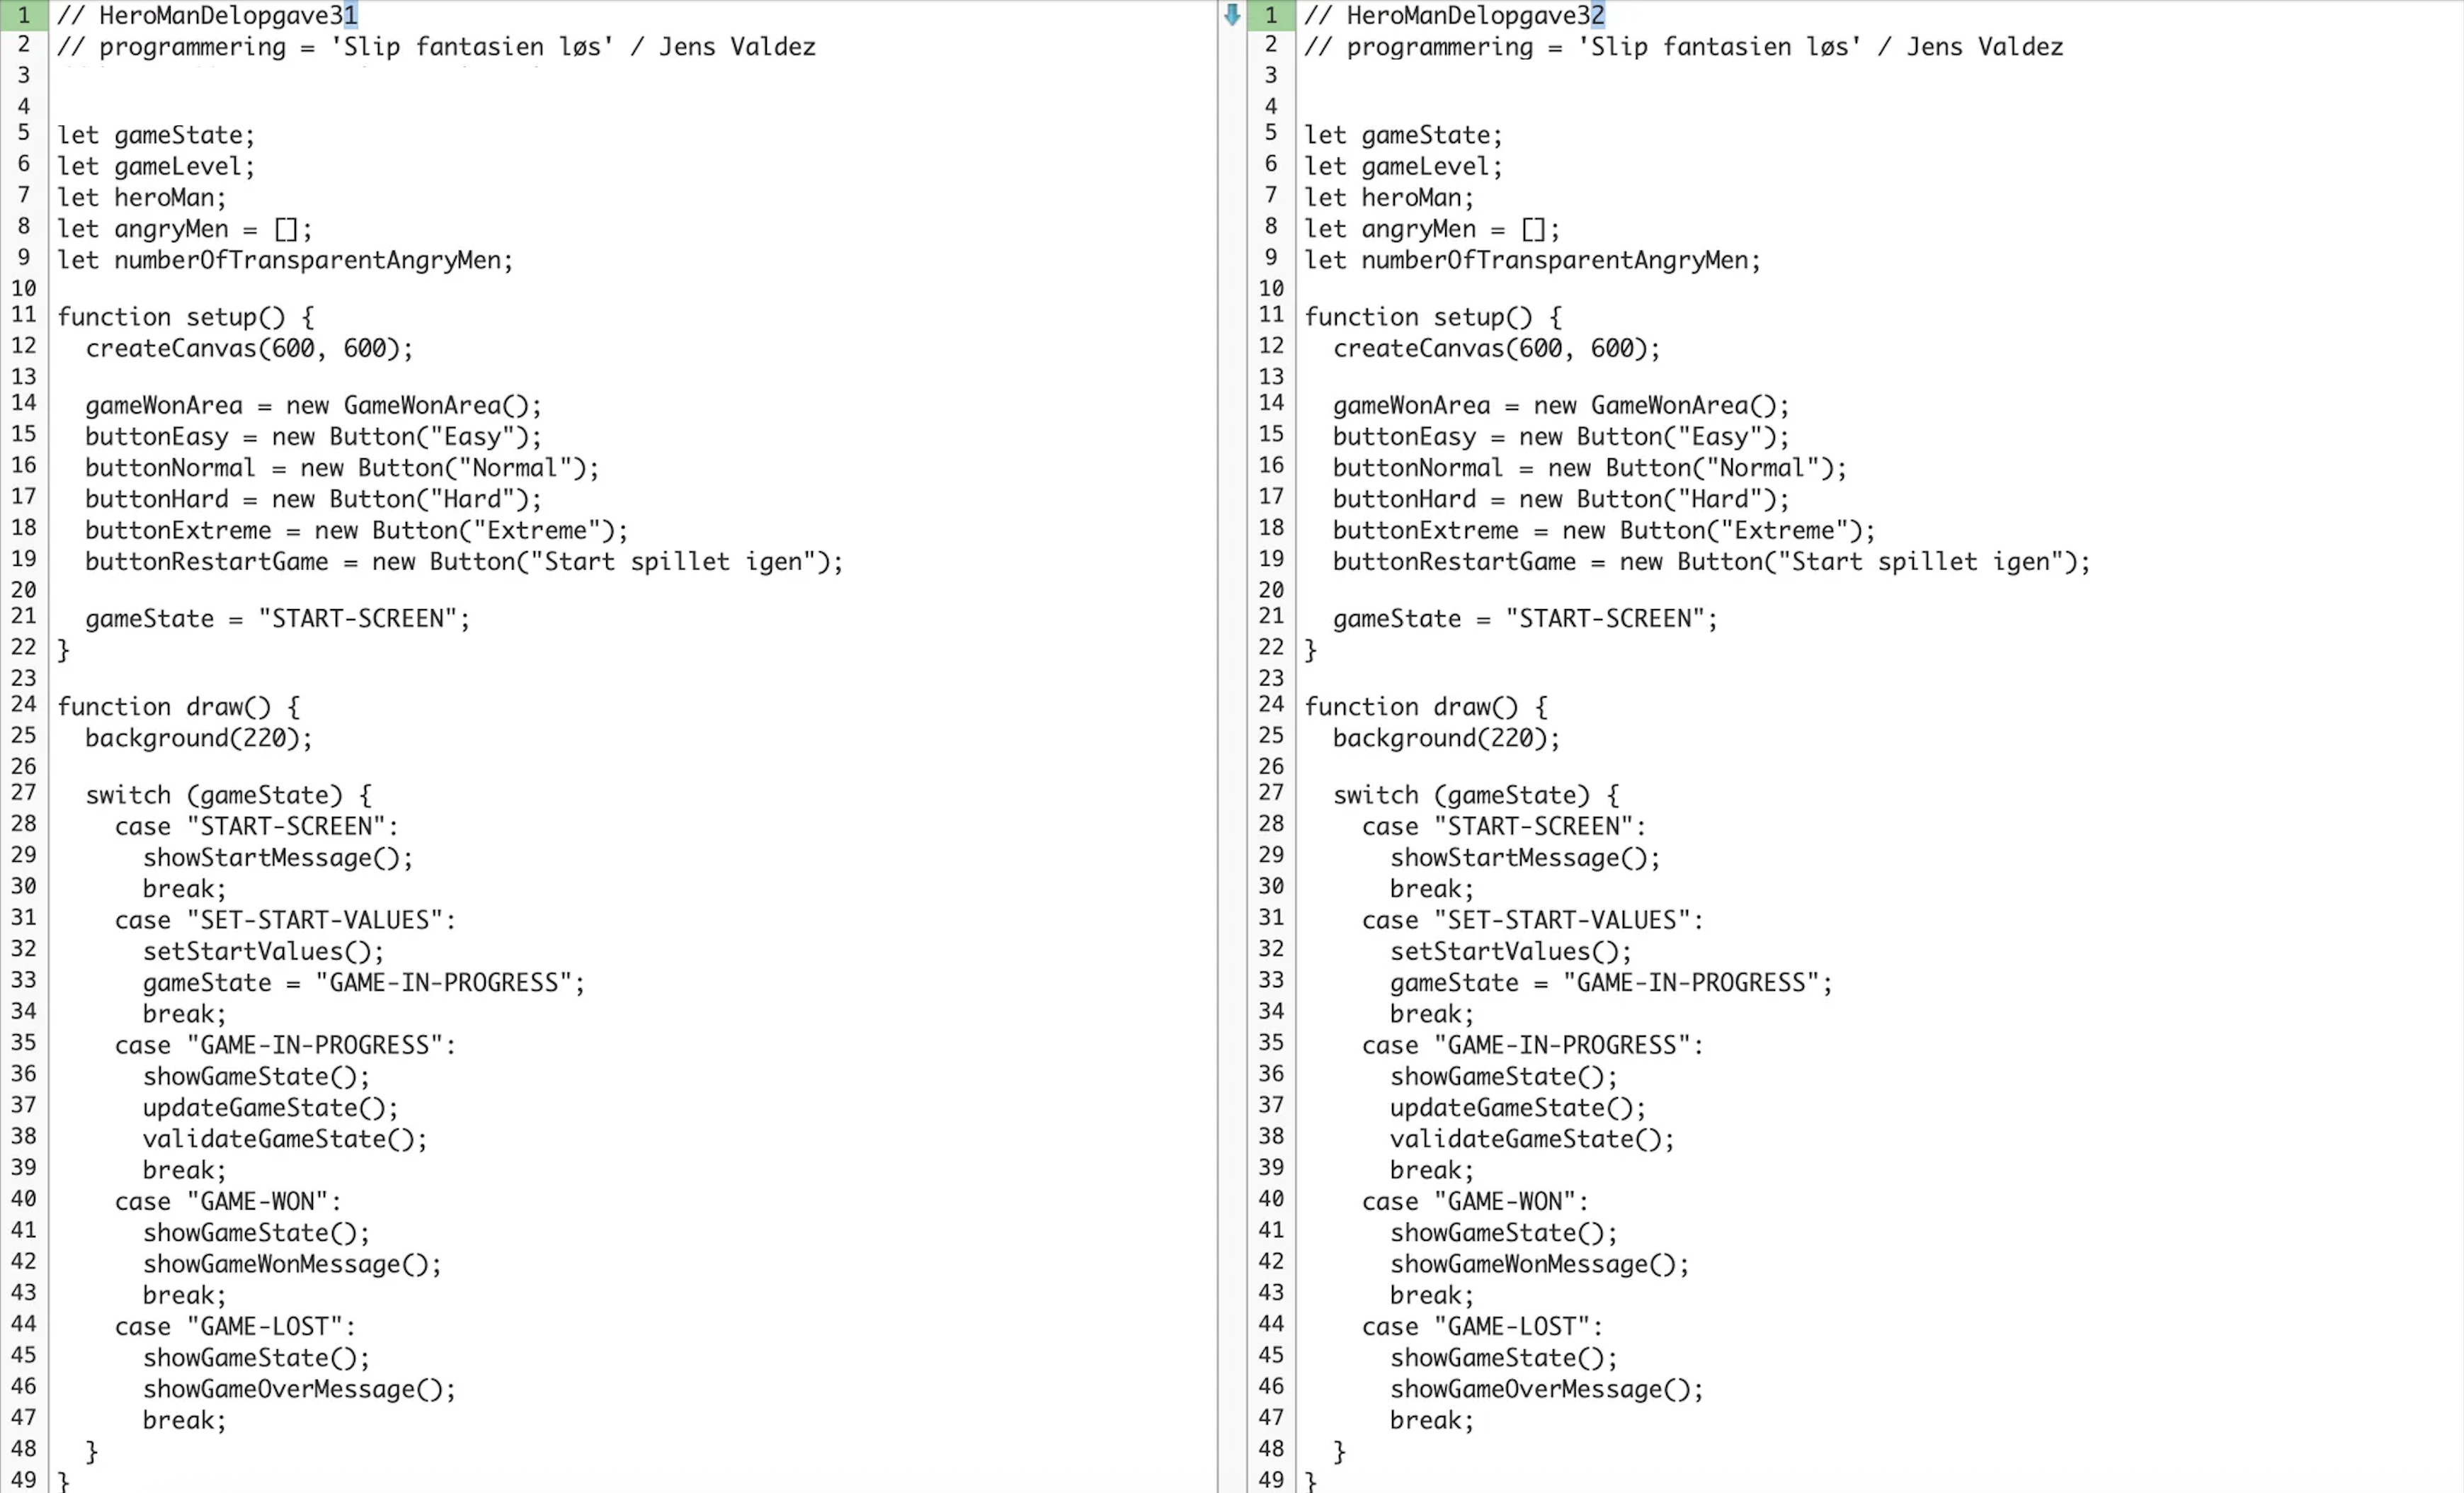 1 // HeroManDelopgave31
2 // programmering = 'Slip fantasien løs' / Jens Valdez
3
4
5 let gameState;
6 let gameLevel;
7 let heroMan;
8 let angryMen = [];
9 let numberOfTransparentAngryMen;
10
11 function setup() {
12   createCanvas(600, 600);
13
14   gameWonArea = new GameWonArea();
15   buttonEasy = new Button("Easy");
16   buttonNormal = new Button("Normal");
17   buttonHard = new Button("Hard");
18   buttonExtreme = new Button("Extreme");
19   buttonRestartGame = new Button("Start spillet igen");
20
21   gameState = "START-SCREEN";
22 }
23
24 function draw() {
25   background(220);
26
27   switch (gameState) {
28     case "START-SCREEN":
29       showStartMessage();
30       break;
31     case "SET-START-VALUES":
32       setStartValues();
33       gameState = "GAME-IN-PROGRESS";
34       break;
35     case "GAME-IN-PROGRESS":
36       showGameState();
37       updateGameState();
38       validateGameState();
39       break;
40     case "GAME-WON":
41       showGameState();
42       showGameWonMessage();
43       break;
44     case "GAME-LOST":
45       showGameState();
46       showGameOverMessage();
47       break;
48   }
49 }
1 // HeroManDelopgave32
2 // programmering = 'Slip fantasien løs' / Jens Valdez
3
4
5 let gameState;
6 let gameLevel;
7 let heroMan;
8 let angryMen = [];
9 let numberOfTransparentAngryMen;
10
11 function setup() {
12   createCanvas(600, 600);
13
14   gameWonArea = new GameWonArea();
15   buttonEasy = new Button("Easy");
16   buttonNormal = new Button("Normal");
17   buttonHard = new Button("Hard");
18   buttonExtreme = new Button("Extreme");
19   buttonRestartGame = new Button("Start spillet igen");
20
21   gameState = "START-SCREEN";
22 }
23
24 function draw() {
25   background(220);
26
27   switch (gameState) {
28     case "START-SCREEN":
29       showStartMessage();
30       break;
31     case "SET-START-VALUES":
32       setStartValues();
33       gameState = "GAME-IN-PROGRESS";
34       break;
35     case "GAME-IN-PROGRESS":
36       showGameState();
37       updateGameState();
38       validateGameState();
39       break;
40     case "GAME-WON":
41       showGameState();
42       showGameWonMessage();
43       break;
44     case "GAME-LOST":
45       showGameState();
46       showGameOverMessage();
47       break;
48   }
49 }